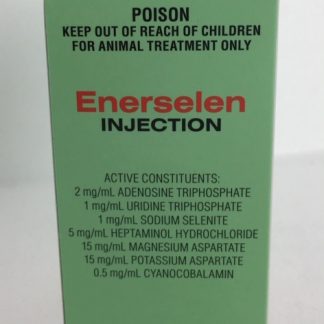 POISON
KEEP OUT OF REACH OF CHILDREN
FOR ANIMAL TREATMENT ONLY
Enerselen
INJECTION
ACTIVE CONSTITUENTS:
2 mg/mL ADENOSINE TRIPHOSPHATE
1 mg/mL URIDINE TRIPHOSPHATE
1 mg/mL SODIUM SELENITE
5 mg/mL HEPTAMINOL HYDROCHLORIDE
15 mg/mL MAGNESIUM ASPARTATE
15 mg/mL POTASSIUM ASPARTATE
0.5 mg/mL CYANOCOBALAMIN